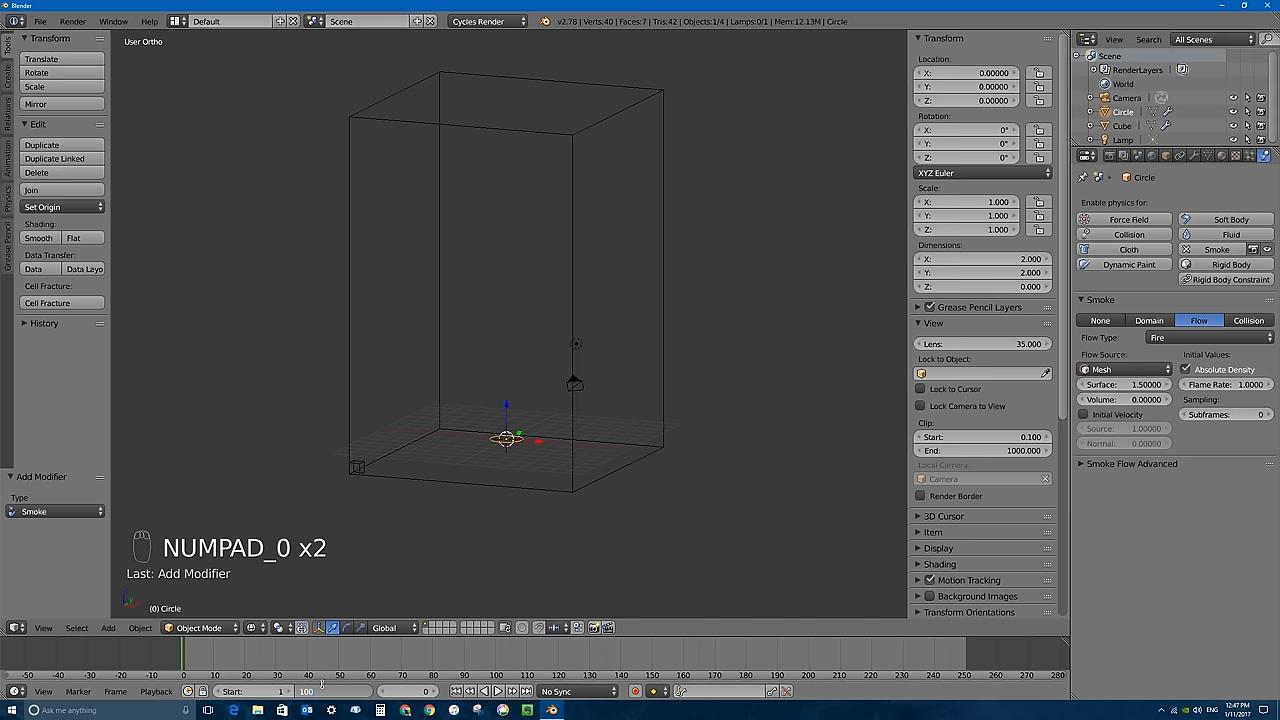 Blender
File Render Window Help Default Scene Cycles Render v2.78 | Verts:40 | Faces:7 | Tris:42 | Objects:1/4 | Lamps:0/1 | Mem:12.13M | Circle
Tools
Create
Relations
Animation
Physics
Grease Pencil
Transform
Translate
Rotate
Scale
Mirror
Edit
Duplicate
Duplicate Linked
Delete
Join
Set Origin
Shading:
Smooth Flat
Data Transfer:
Data Data Layo
Cell Fracture:
Cell Fracture
History
Add Modifier
Type
Smoke
User Ortho
NUMPAD_0 x2
Last: Add Modifier
(0) Circle
Transform
Location:
X: 0.00000
Y: 0.00000
Z: 0.00000
Rotation:
X: 0°
Y: 0°
Z: 0°
XYZ Euler
Scale:
X: 1.000
Y: 1.000
Z: 1.000
Dimensions:
X: 2.000
Y: 2.000
Z: 0.000
Grease Pencil Layers
View
Lens: 35.000
Lock to Object:
Lock to Cursor
Lock Camera to View
Clip:
Start: 0.100
End: 1000.000
Local Camera:
Camera
Render Border
3D Cursor
Item
Display
Shading
Motion Tracking
Background Images
Transform Orientations
View Search All Scenes
Scene
RenderLayers
World
Camera
Circle
Cube
Lamp
Circle
Enable physics for:
Force Field Soft Body
Collision Fluid
Cloth Smoke
Dynamic Paint Rigid Body
Rigid Body Constraint
Smoke
None Domain Flow Collision
Flow Type: Fire
Flow Source: Initial Values:
Mesh Absolute Density
Surface: 1.50000 Flame Rate: 1.0000
Volume: 0.00000 Sampling:
Initial Velocity Subframes: 0
Source: 1.00000
Normal: 0.00000
Smoke Flow Advanced
View Select Add Object Object Mode Global
-50 -40 -30 -20 -10 0 10 20 30 40 50 60 70 80 90 100 110 120 130 140 150 160 170 180 190 200 210 220 230 240 250 260 270 280
View Marker Frame Playback Start: 1 100 0 No Sync
Ask me anything
ENG 12:47 PM
1/11/2017